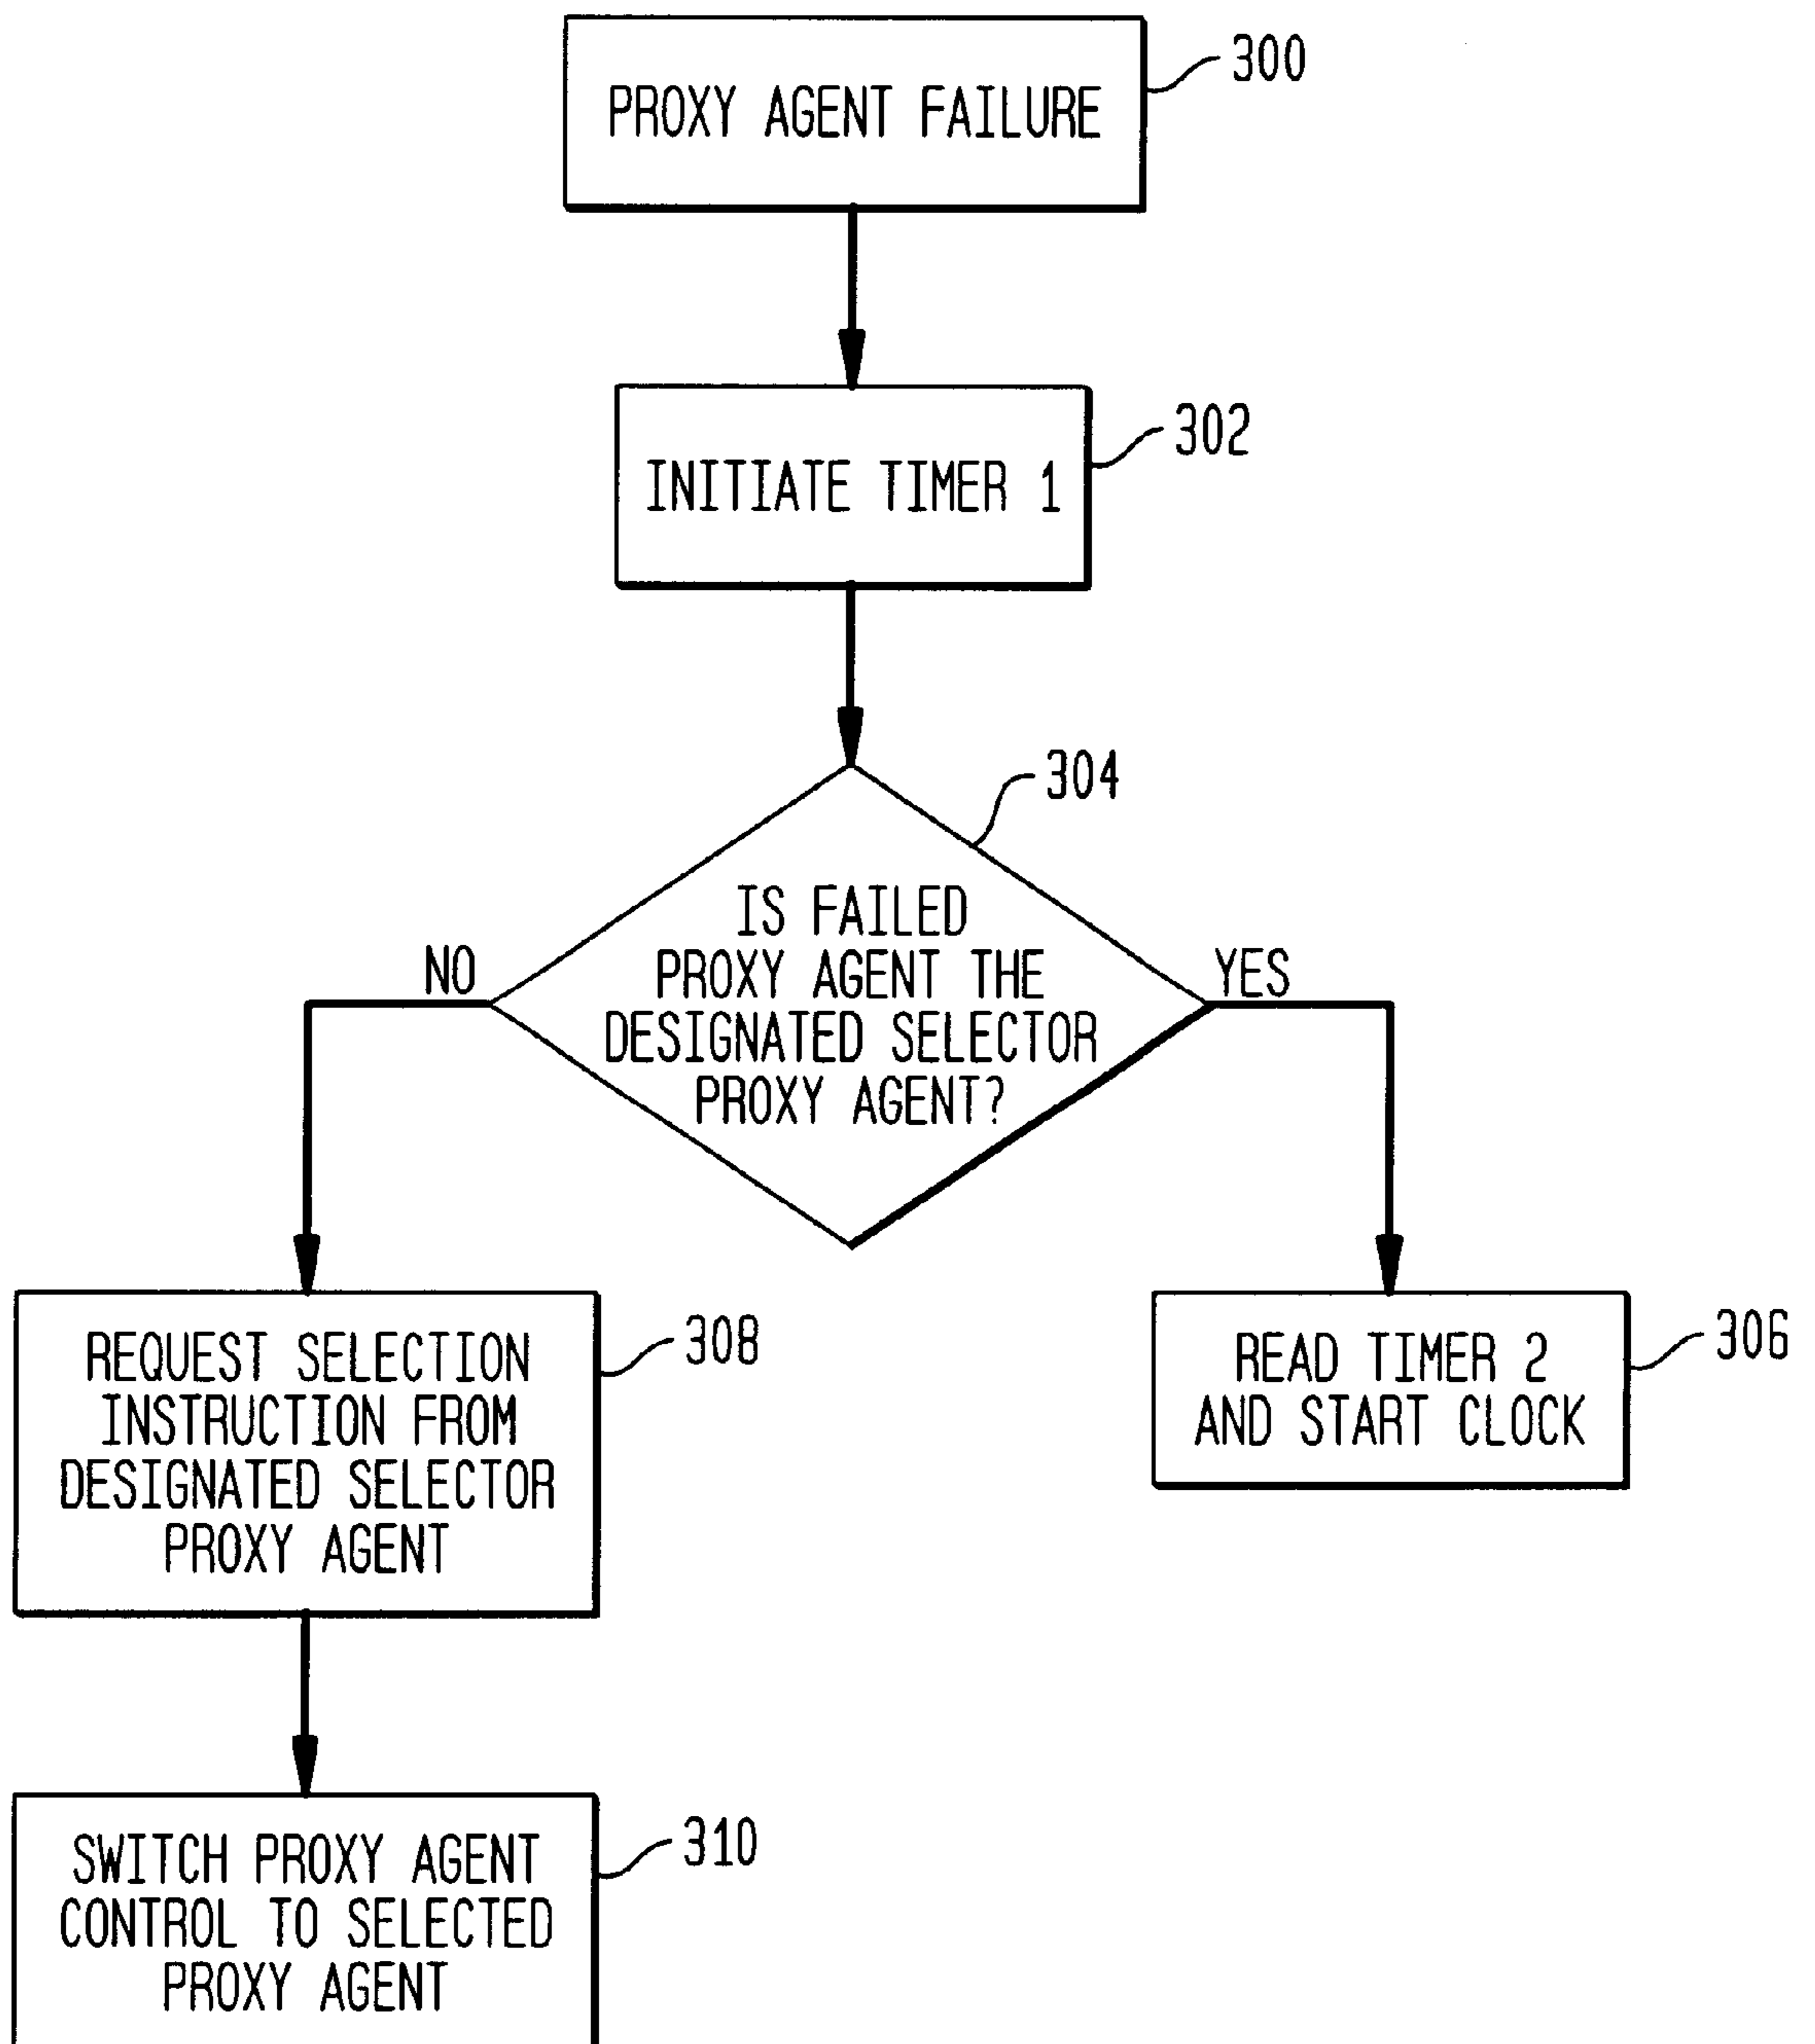 PROXY AGENT FAILURE
300
INITIATE TIMER 1
302
304
IS FAILED
PROXY AGENT THE
DESIGNATED SELECTOR
PROXY AGENT?
NO
YES
REQUEST SELECTION
INSTRUCTION FROM
DESIGNATED SELECTOR
PROXY AGENT
308
READ TIMER 2
AND START CLOCK
306
SWITCH PROXY AGENT
CONTROL TO SELECTED
PROXY AGENT
310